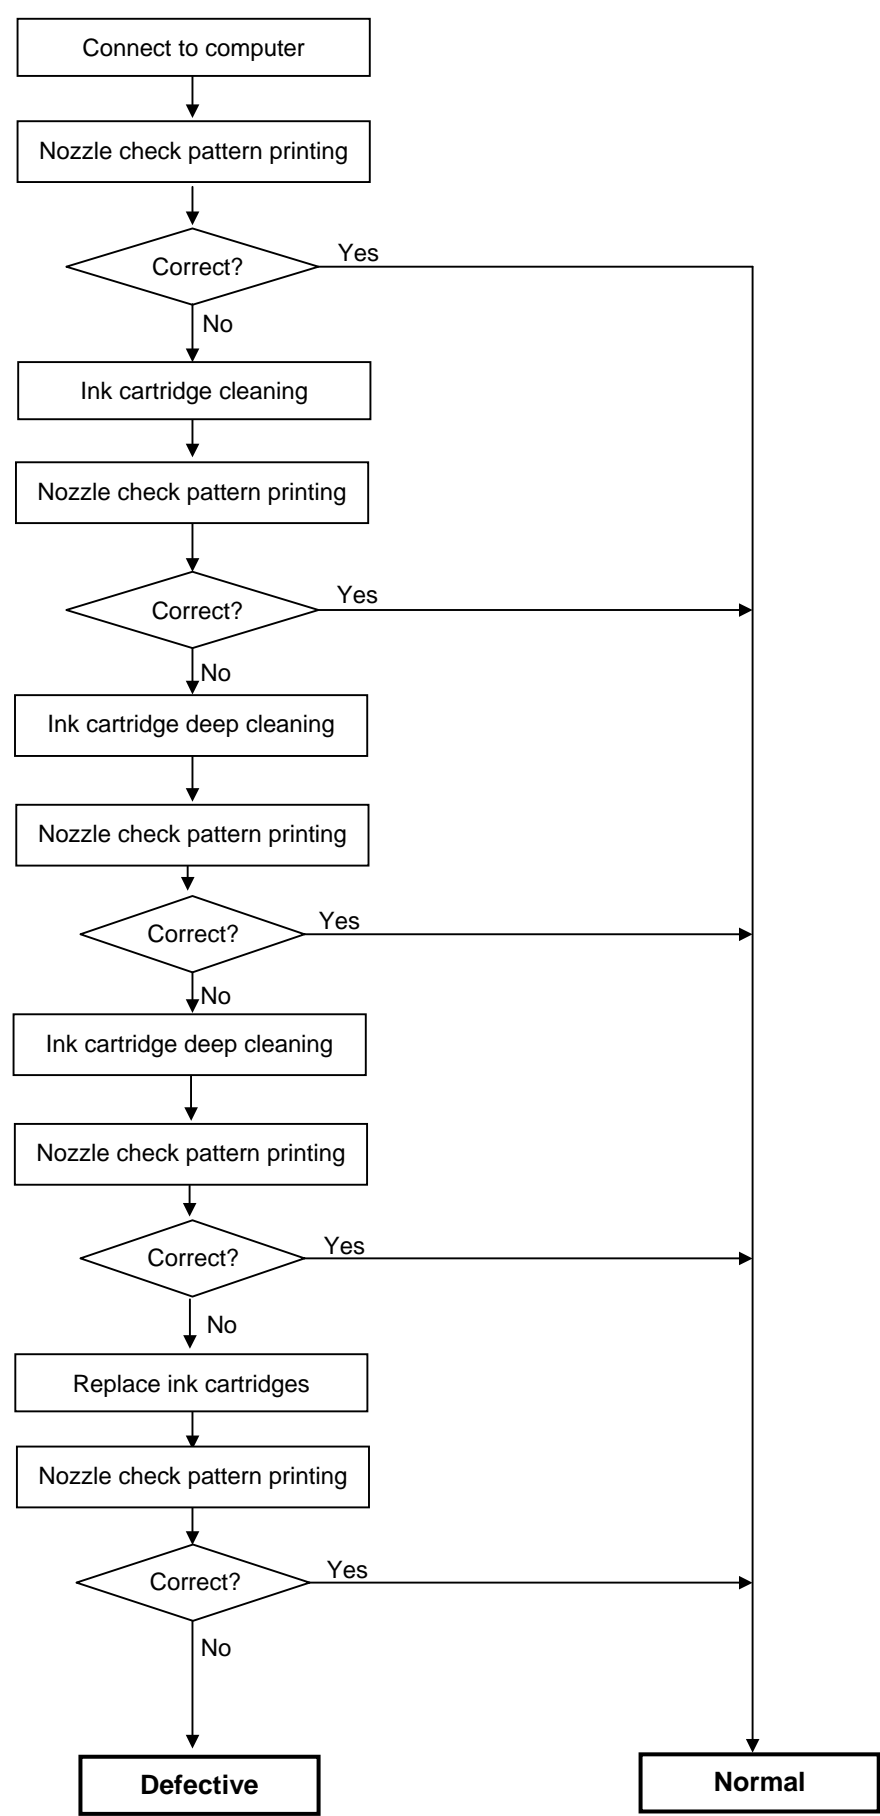 Connect to computer
Nozzle check pattern printing
Correct?
Yes
No
Ink cartridge cleaning
Nozzle check pattern printing
Correct?
Yes
No
Ink cartridge deep cleaning
Nozzle check pattern printing
Correct?
Yes
No
Ink cartridge deep cleaning
Nozzle check pattern printing
Correct?
Yes
No
Replace ink cartridges
Nozzle check pattern printing
Correct?
Yes
No
Defective
Normal